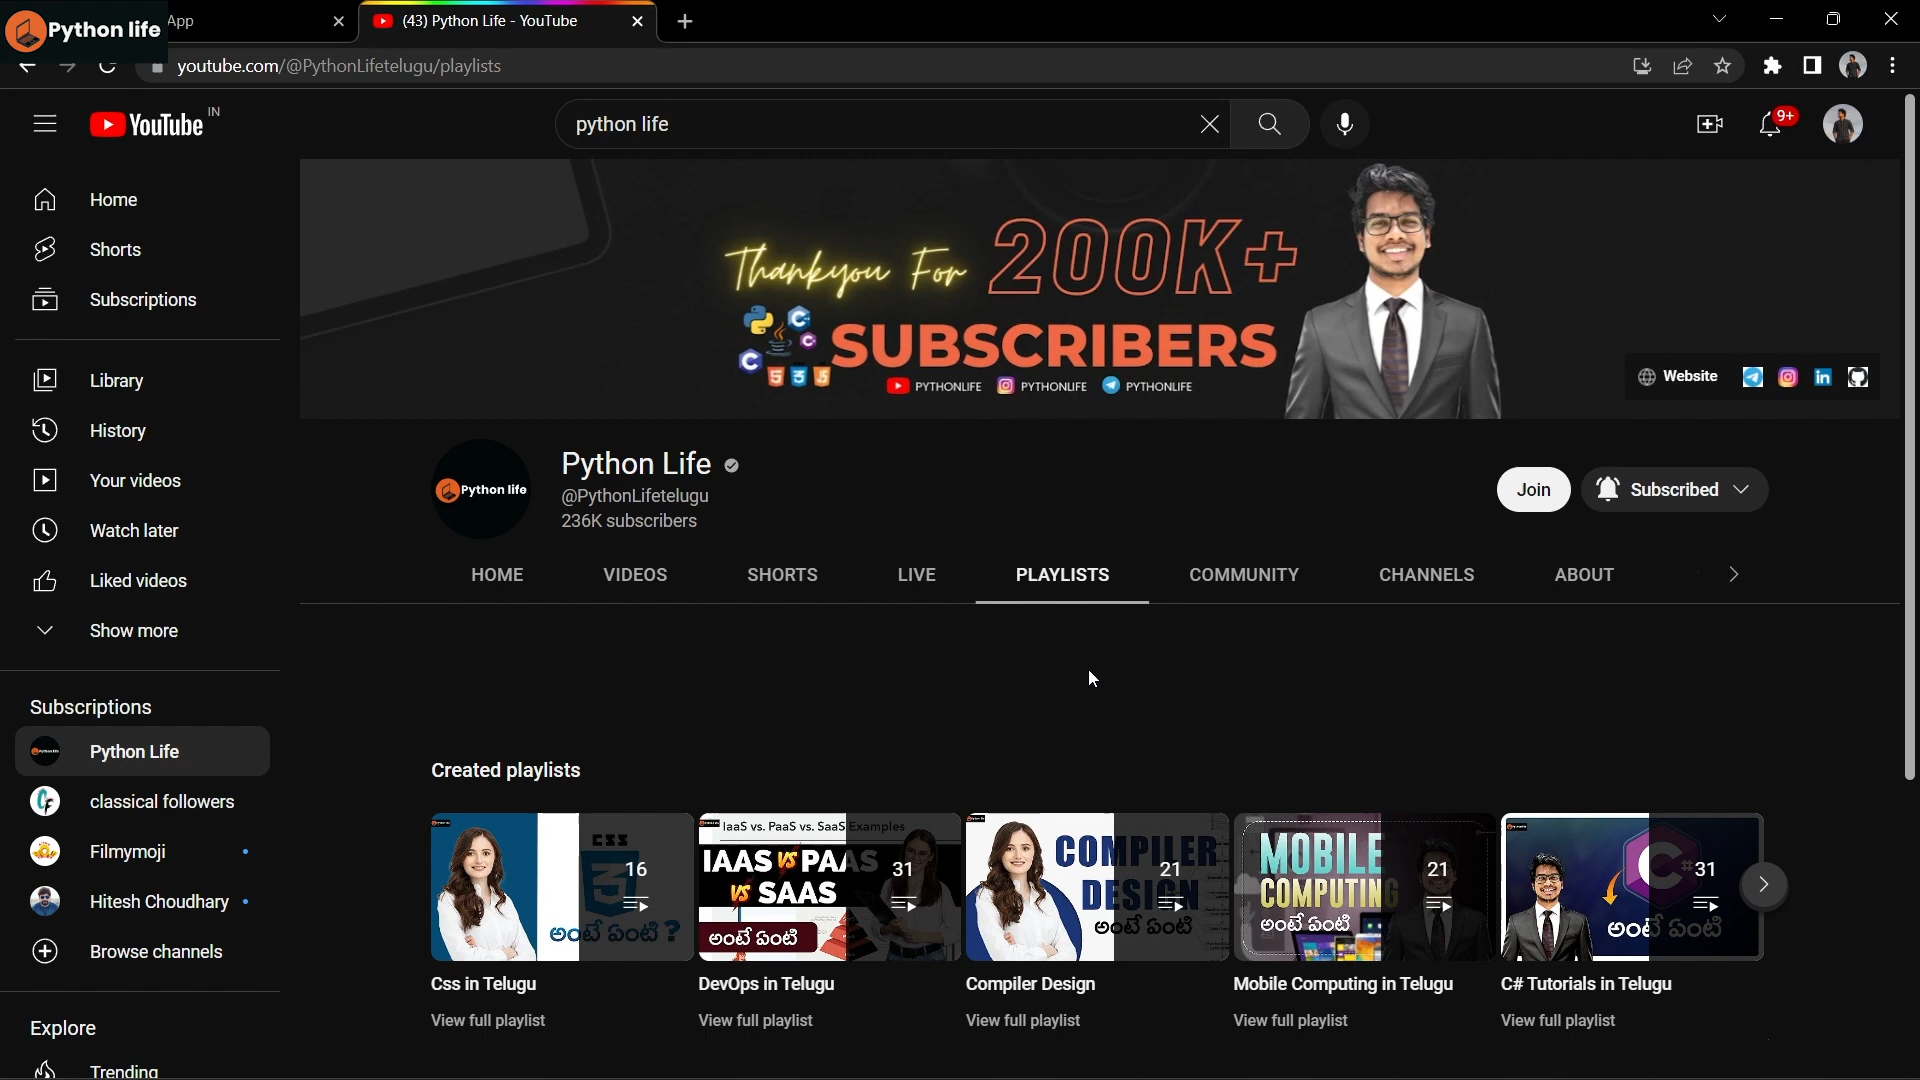 Python life
App
(43) Python Life - YouTube
youtube.com/@PythonLifetelugu/playlists
YouTube IN
python life
9+
Home
Shorts
Subscriptions
Library
History
Your videos
Watch later
Liked videos
Show more
Subscriptions
Python Life
classical followers
Filmymoji
Hitesh Choudhary
Browse channels
Explore
Trending
Thankyou For 200K+
SUBSCRIBERS
PYTHONLIFE PYTHONLIFE PYTHONLIFE
Website
Python life
Python Life
@PythonLifetelugu
236K subscribers
Join
Subscribed
HOME VIDEOS SHORTS LIVE PLAYLISTS COMMUNITY CHANNELS ABOUT
Created playlists
CSS
16
అంటే ఏంటి ?
Css in Telugu
View full playlist
IaaS vs. PaaS vs. SaaS Examples
IAAS VS PAAS
VS SAAS
31
అంటే ఏంటి
DevOps in Telugu
View full playlist
COMPILER
DESIGN
21
అంటే ఏంటి
Compiler Design
View full playlist
MOBILE
COMPUTING
21
అంటే ఏంటి
Mobile Computing in Telugu
View full playlist
C#
31
అంటే ఏంటి
C# Tutorials in Telugu
View full playlist